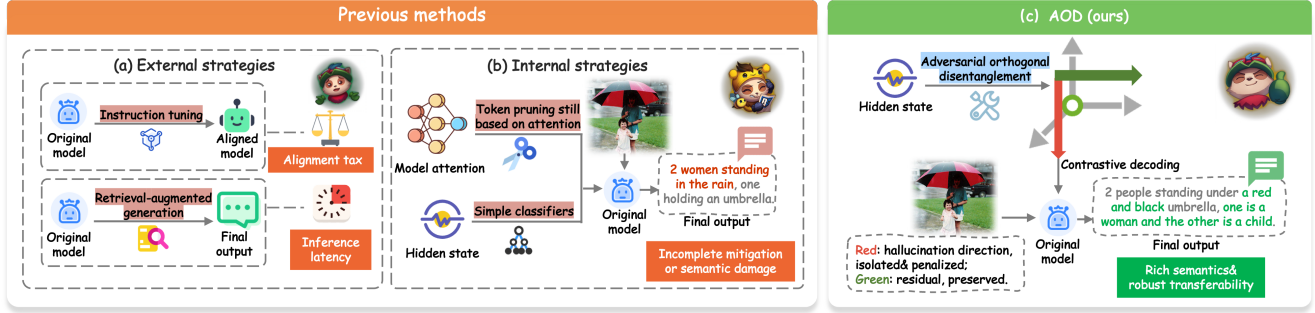 Previous methods
(a) External strategies
Original
model
Instruction tuning
Aligned
model
Alignment tax
Original
model
Retrieval-augmented
generation
Final
output
Inference
latency
(b) Internal strategies
Model attention
Token pruning still
based on attention
Hidden state
Simple classifiers
Original
model
2 women standing
in the rain, one
holding an umbrella.
Final output
Incomplete mitigation
or semantic damage
(c) AOD (ours)
Hidden state
Adversarial orthogonal
disentanglement
Contrastive decoding
Red: hallucination direction,
isolated& penalized;
Green: residual, preserved.
Original
model
2 people standing under a red
and black umbrella, one is a
woman and the other is a child.
Final output
Rich semantics&
robust transferability